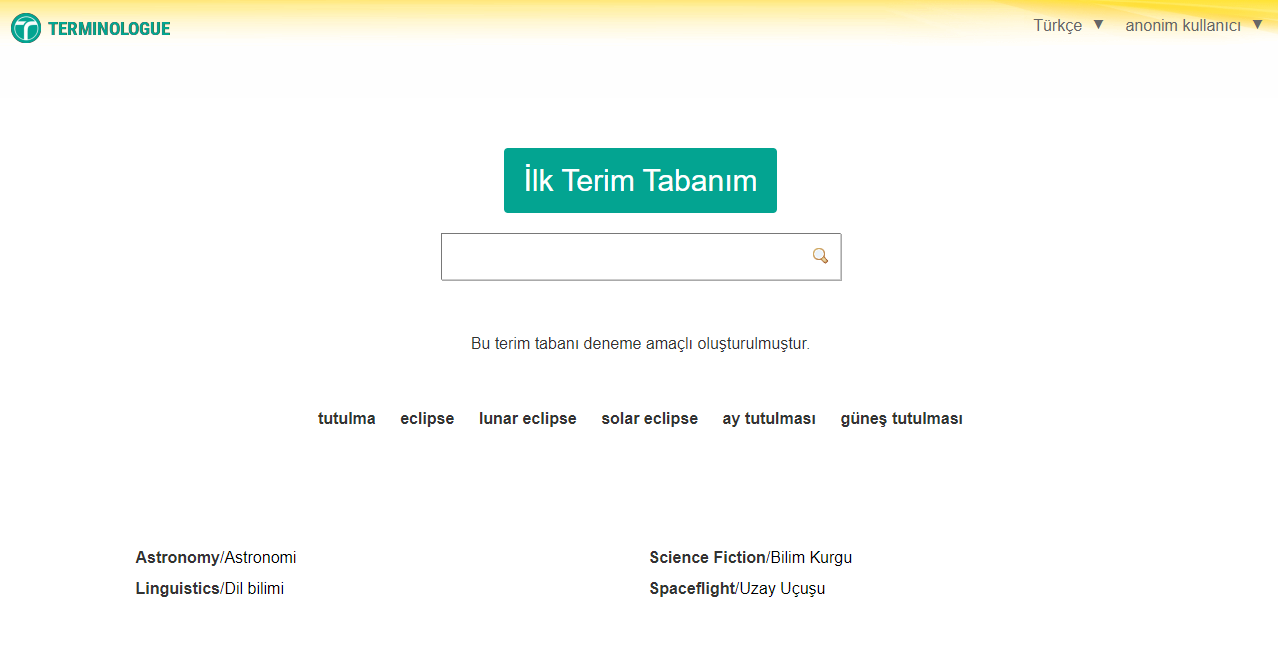 TERMINOLOGUE
Türkçe ▼ anonim kullanıcı ▼
İlk Terim Tabanım
Bu terim tabanı deneme amaçlı oluşturulmuştur.
tutulma eclipse lunar eclipse solar eclipse ay tutulması güneş tutulması
Astronomy/Astronomi
Linguistics/Dil bilimi
Science Fiction/Bilim Kurgu
Spaceflight/Uzay Uçuşu